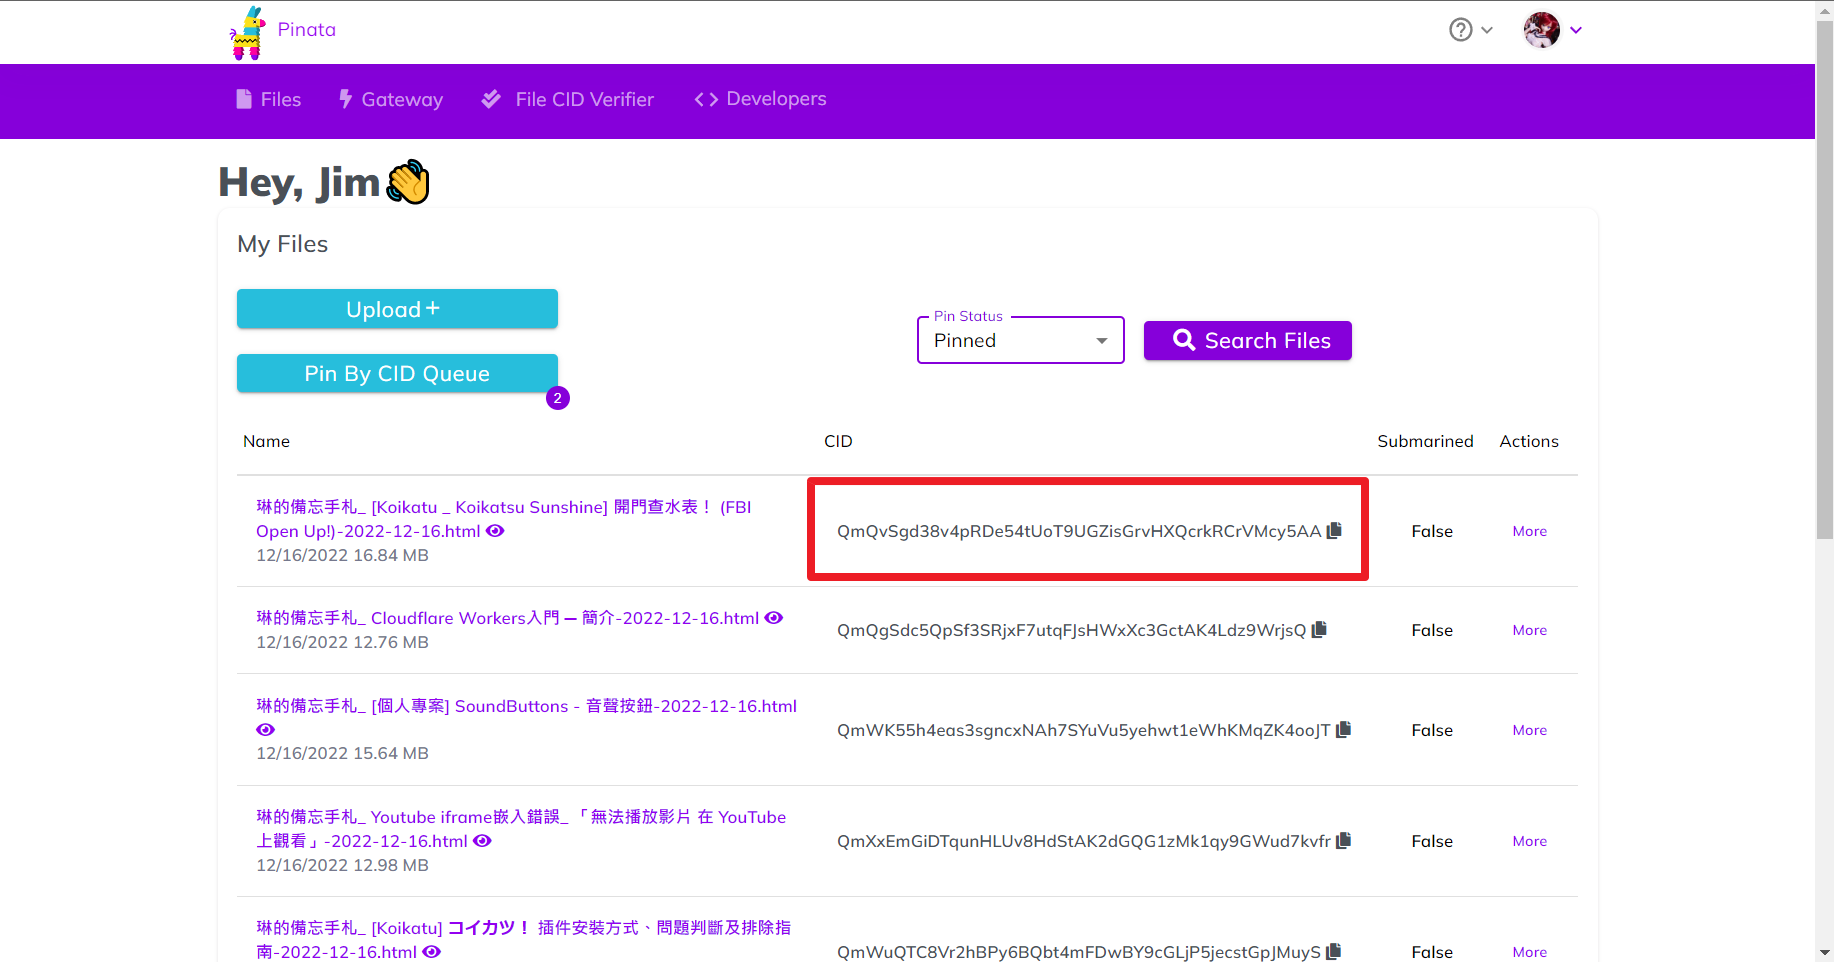 Pinata
Files
Gateway
File CID Verifier
Developers
Hey, Jim
My Files
Upload+
Pin By CID Queue
2
Pin Status
Pinned
Search Files
Name
CID
Submarined
Actions
琳的備忘手札_ [Koikatu _ Koikatsu Sunshine] 開門查水表！ (FBI
Open Up!)-2022-12-16.html
12/16/2022 16.84 MB
QmQvSgd38v4pRDe54tUoT9UGZisGrvHXQcrkRCrVMcy5AA
False
More
琳的備忘手札_ Cloudflare Workers入門 — 簡介-2022-12-16.html
12/16/2022 12.76 MB
QmQgSdc5QpSf3SRjxF7utqFJsHWxXc3GctAK4Ldz9WrjsQ
False
More
琳的備忘手札_ [個人專案] SoundButtons - 音聲按鈕-2022-12-16.html
12/16/2022 15.64 MB
QmWK55h4eas3sgncxNAh7SYuVu5yehwt1eWhKMqZK4ooJT
False
More
琳的備忘手札_ Youtube iframe嵌入錯誤_ 「無法播放影片 在 YouTube
上觀看」-2022-12-16.html
12/16/2022 12.98 MB
QmXxEmGiDTqunHLUv8HdStAK2dGQG1zMk1qy9GWud7kvfr
False
More
琳的備忘手札_ [Koikatu] コイカツ！ 插件安裝方式、問題判斷及排除指
南-2022-12-16.html
QmWuQTC8Vr2hBPy6BQbt4mFDwBY9cGLjP5jecstGpJMuyS
False
More